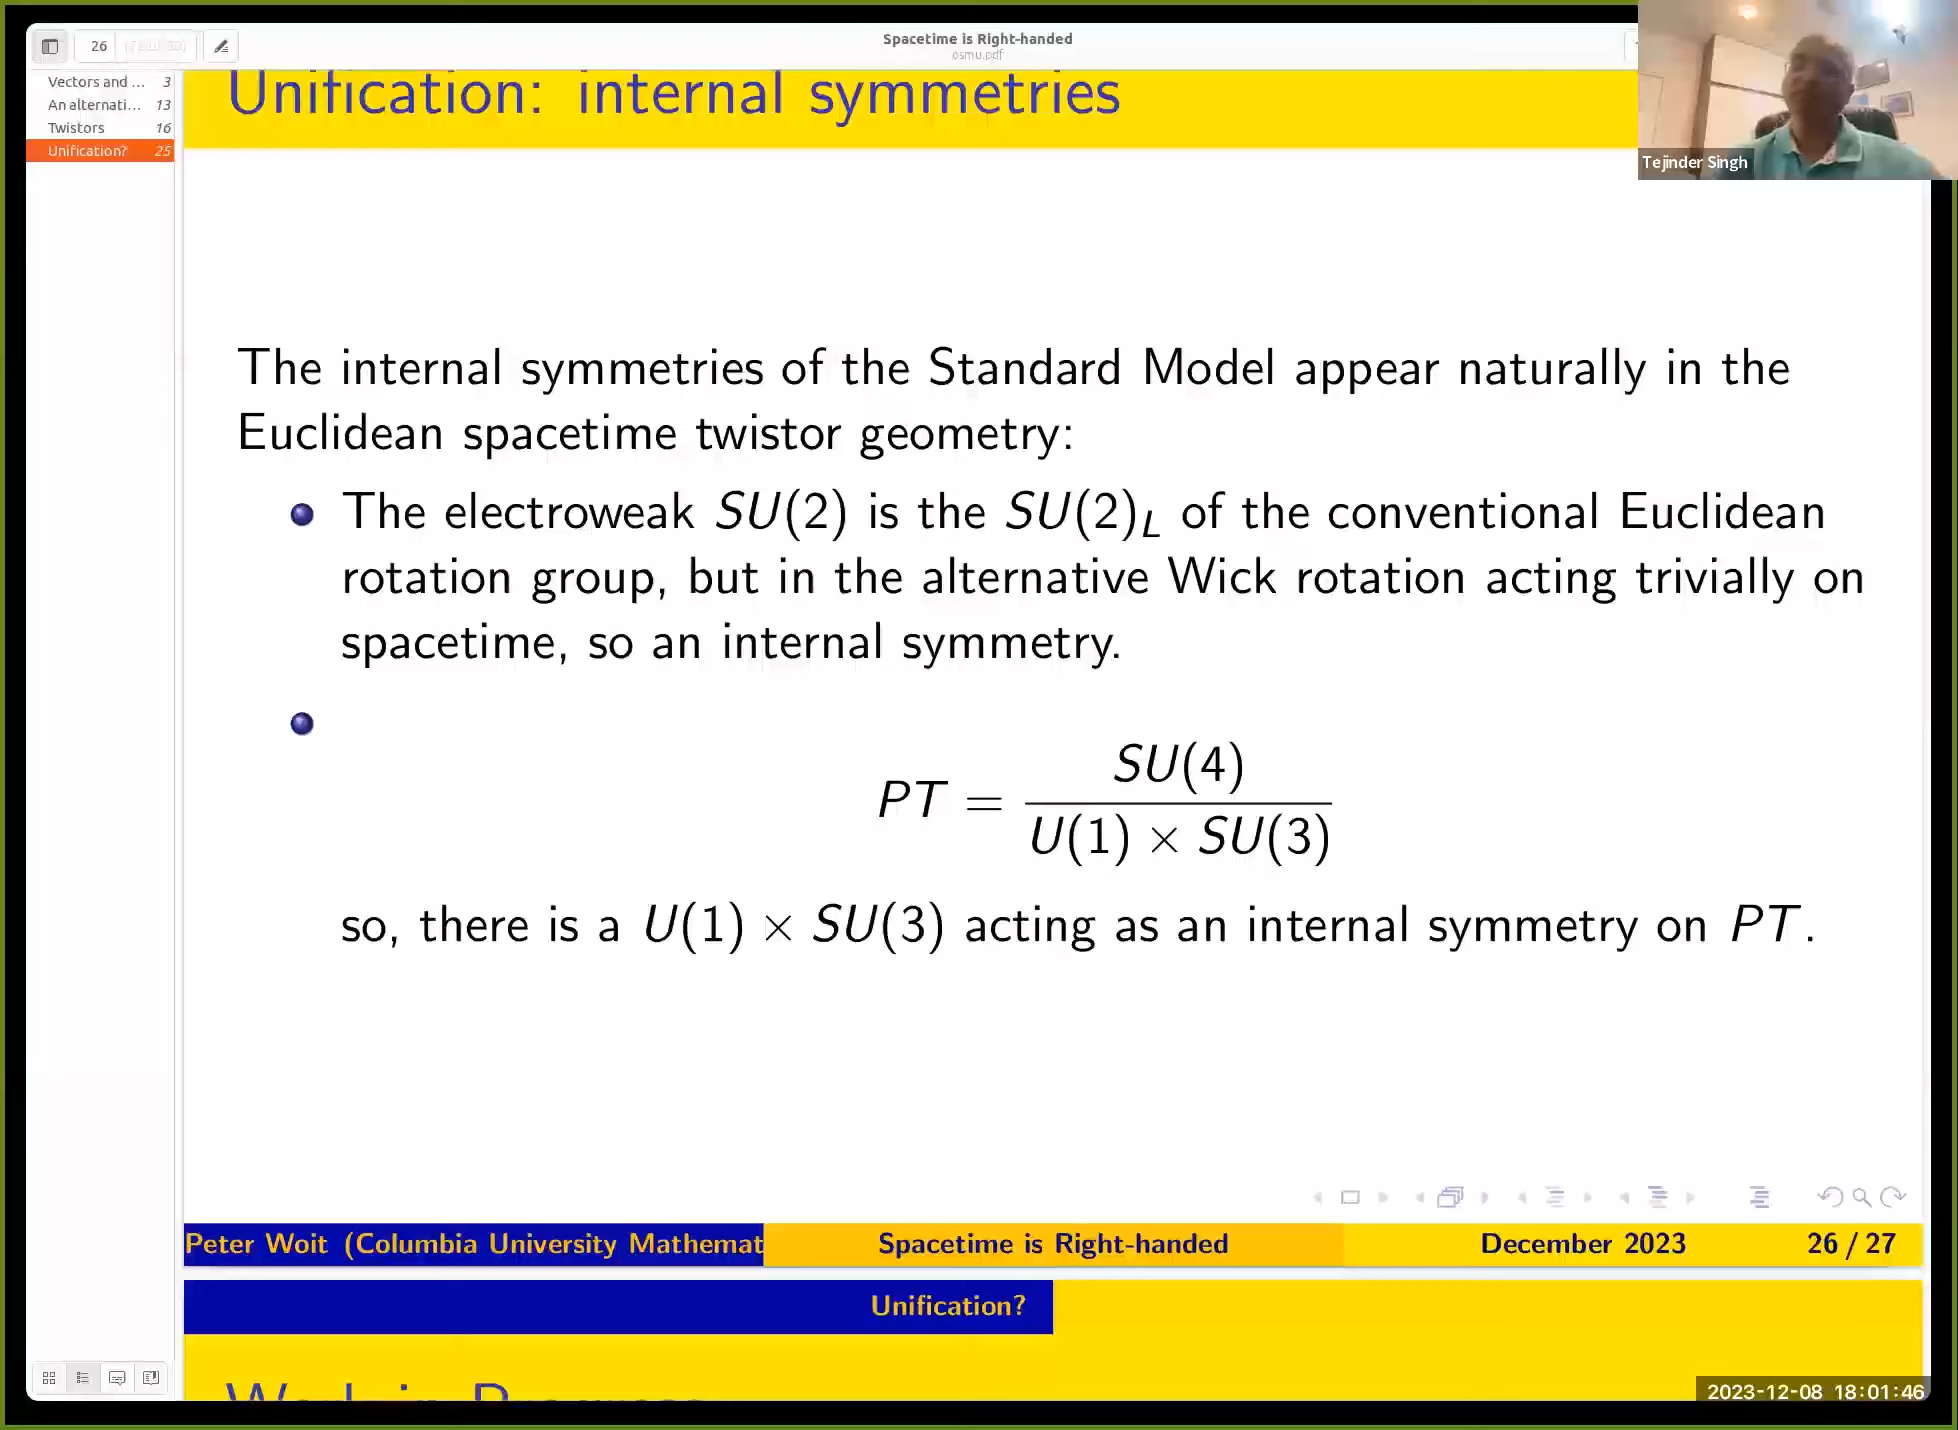 26
Spacetime is Right-handed
osmu.pdf
Vectors and ... 3
An alternati... 13
Twistors 16
Unification? 25
Tejinder Singh
Unification: internal symmetries
The internal symmetries of the Standard Model appear naturally in the
Euclidean spacetime twistor geometry:
The electroweak SU(2) is the SU(2)_L of the conventional Euclidean
rotation group, but in the alternative Wick rotation acting trivially on
spacetime, so an internal symmetry.
PT = SU(4) / U(1) × SU(3)
so, there is a U(1) × SU(3) acting as an internal symmetry on PT.
Peter Woit (Columbia University Mathemat
Spacetime is Right-handed
December 2023
26 / 27
Unification?
2023-12-08 18:01:46